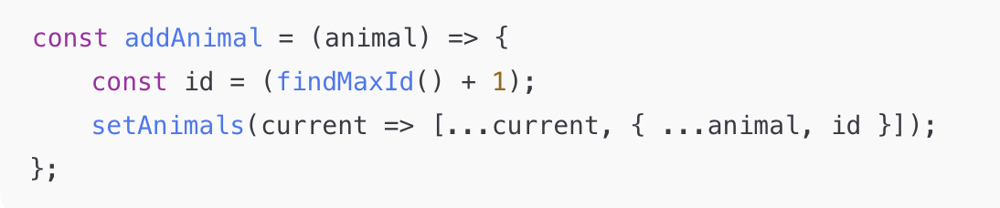 const addAnimal = (animal) => {
    const id = (findMaxId() + 1);
    setAnimals(current => [...current, { ...animal, id }]);
};